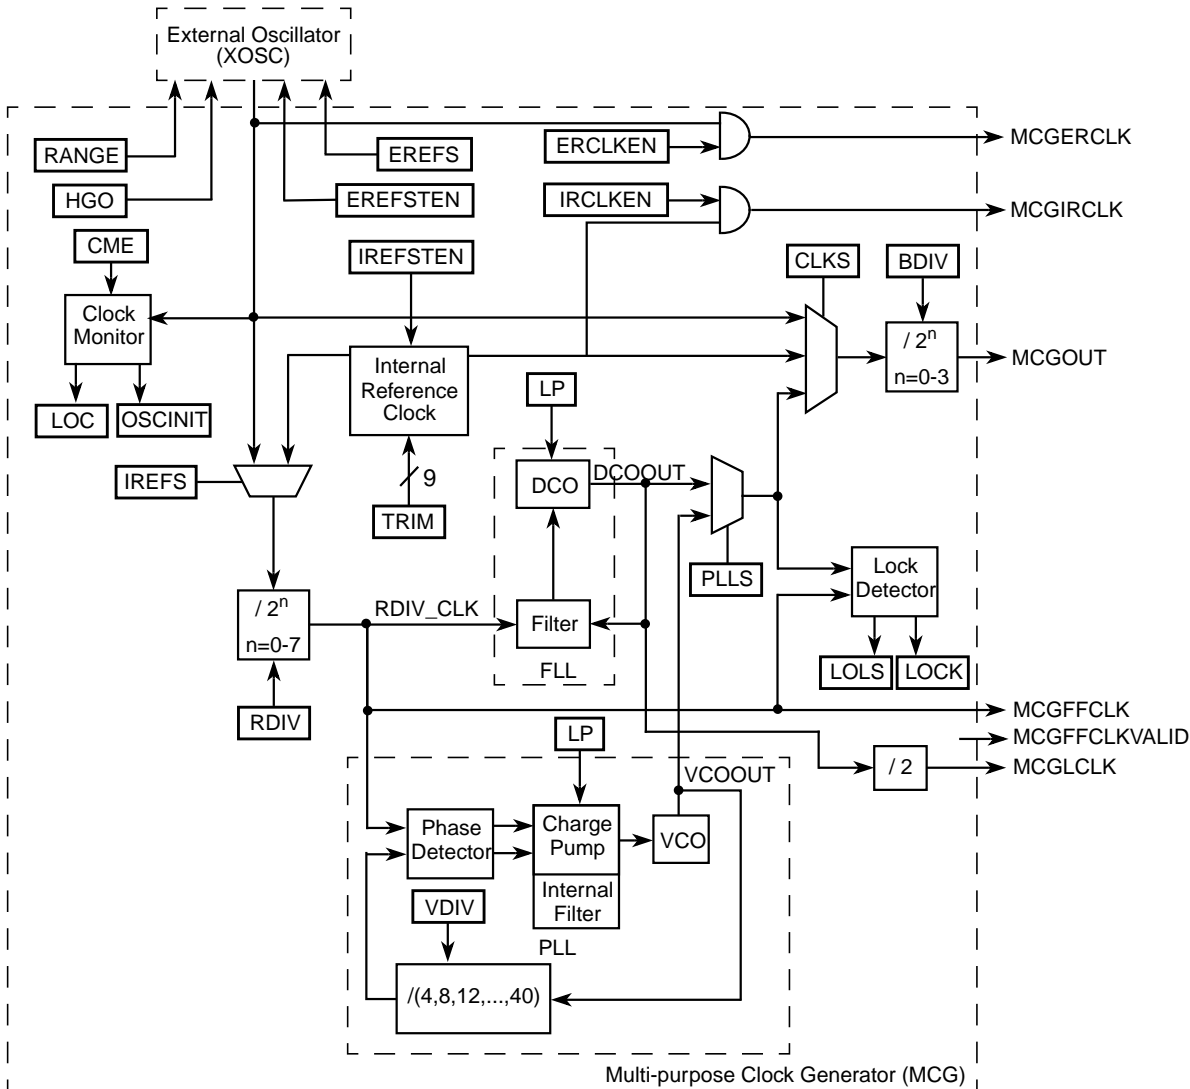 External Oscillator
(XOSC)
RANGE
EREFS
ERCLKEN
MCGERCLK
HGO
EREFSTEN
IRCLKEN
MCGIRCLK
CME
IREFSTEN
CLKS
BDIV
Clock
Monitor
Internal
Reference
Clock
/ 2n
n=0-3
MCGOUT
LP
LOC
OSCINIT
IREFS
9
TRIM
DCO
DCOOUT
PLLS
Lock
Detector
/ 2n
n=0-7
RDIV_CLK
Filter
FLL
LOLS
LOCK
RDIV
MCGFFCLK
MCGFFCLKVALID
MCGLCLK
LP
/ 2
VCOOUT
Phase
Detector
Charge
Pump
VCO
Internal
Filter
VDIV
PLL
/(4,8,12,...,40)
Multi-purpose Clock Generator (MCG)